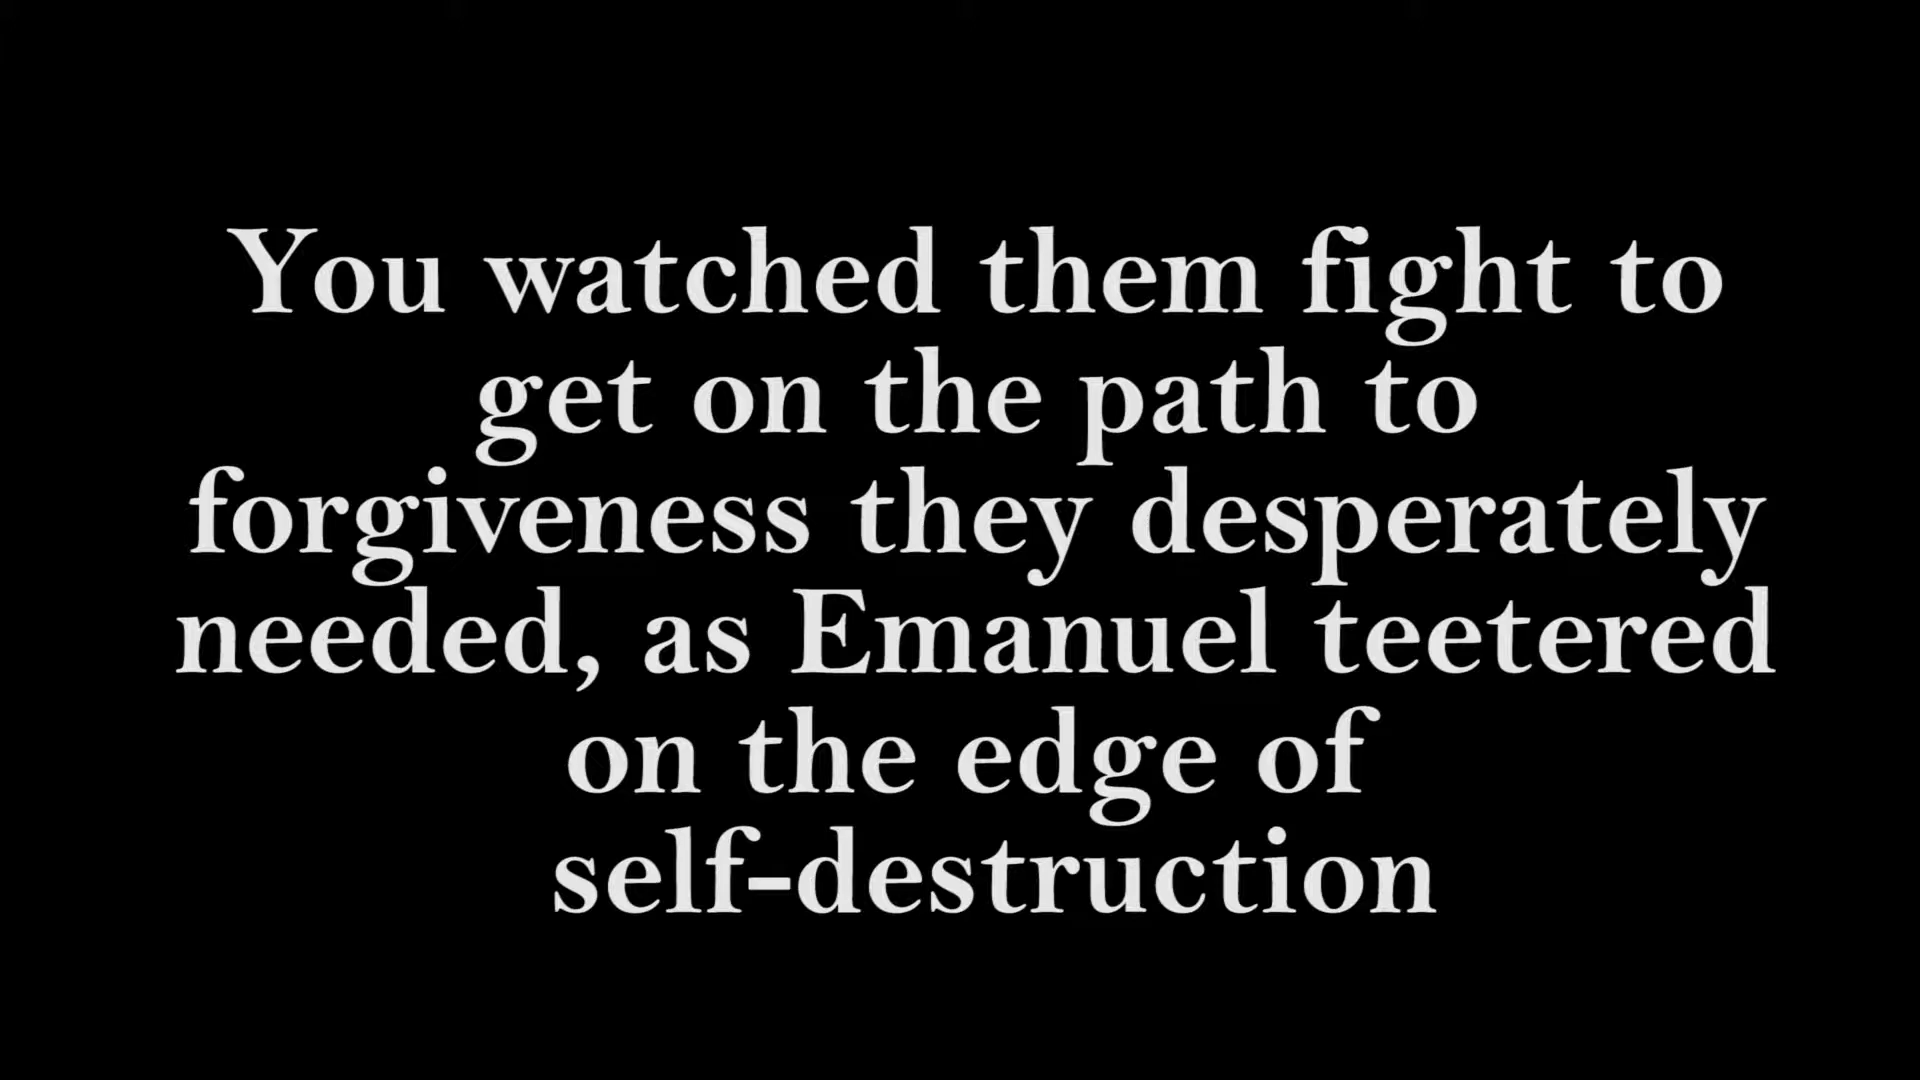 You watched them fight to
get on the path to
forgiveness they desperately
needed, as Emanuel teetered
on the edge of
self-destruction